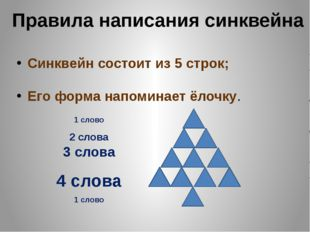 Правила написания синквейна
• Синквейн состоит из 5 строк;
• Его форма напоминает ёлочку.
1 слово
2 слова
3 слова
4 слова
1 слово